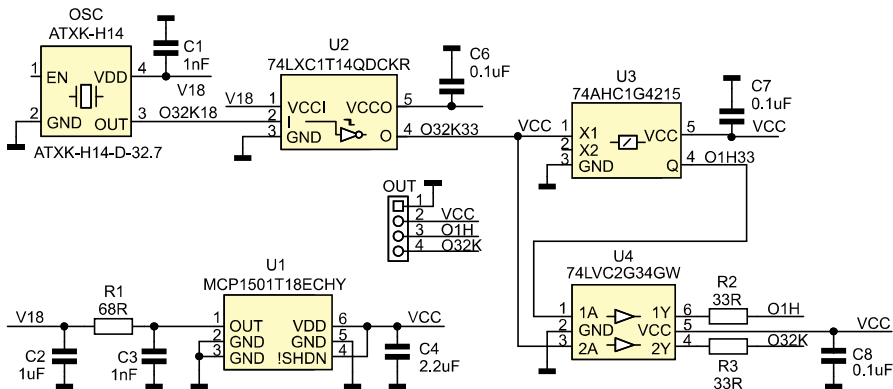 OSC
ATXK-H14
1 EN VDD 4
2 GND
OUT 3
V18
C1
1nF
O32K18
ATXK-H14-D-32.7
U2
74LXC1T14QDCKR
V18 1 VCCI VCCO 5
2 I
3 GND O 4 O32K33
C6
0.1uF
VCC
U3
74AHC1G4215
1 X1 VCC 5 VCC
2 X2
3 GND Q 4 O1H33
C7
0.1uF
OUT
1
2 VCC
3 O1H
4 O32K
U1
MCP1501T18ECHY
V18
R1
68R
1 OUT VDD 6 VCC
2 GND GND 5
3 GND !SHDN 4
C2
1uF
C3
1nF
C4
2.2uF
U4
74LVC2G34GW
1 1A 1Y 6
2 GND VCC 5
3 2A 2Y 4
R2
33R
O1H
VCC
O32K
R3
33R
C8
0.1uF